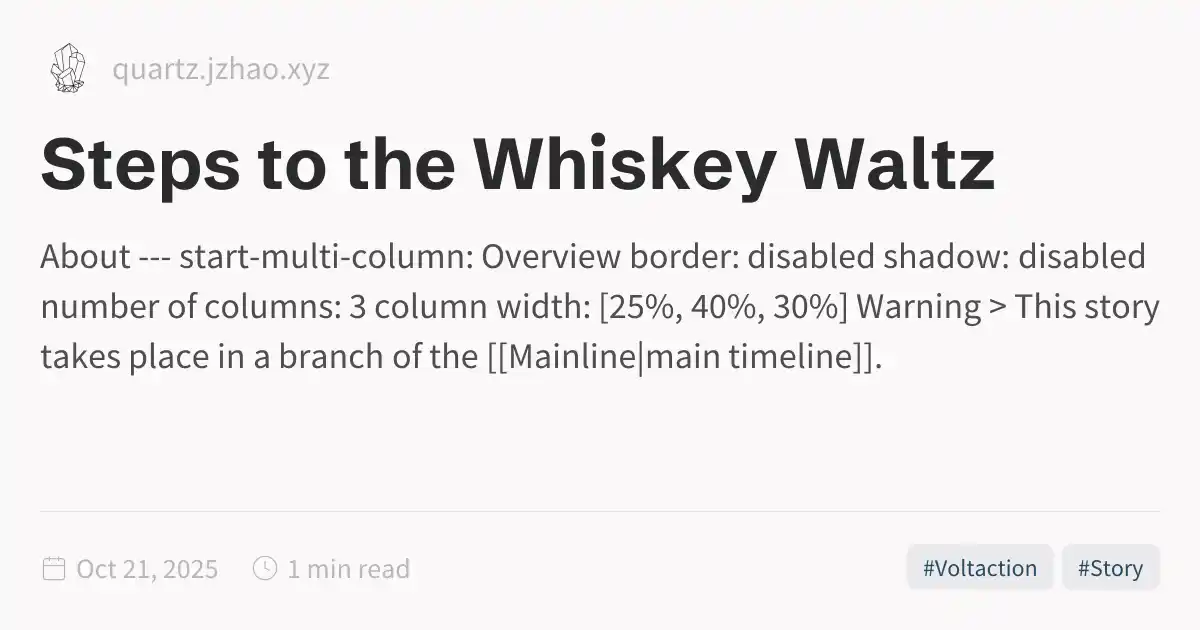 quartz.jzhao.xyz
Steps to the Whiskey Waltz
About --- start-multi-column: Overview border: disabled shadow: disabled
number of columns: 3 column width: [25%, 40%, 30%] Warning > This story
takes place in a branch of the [[Mainline|main timeline]].
Oct 21, 2025 1 min read #Voltaction #Story